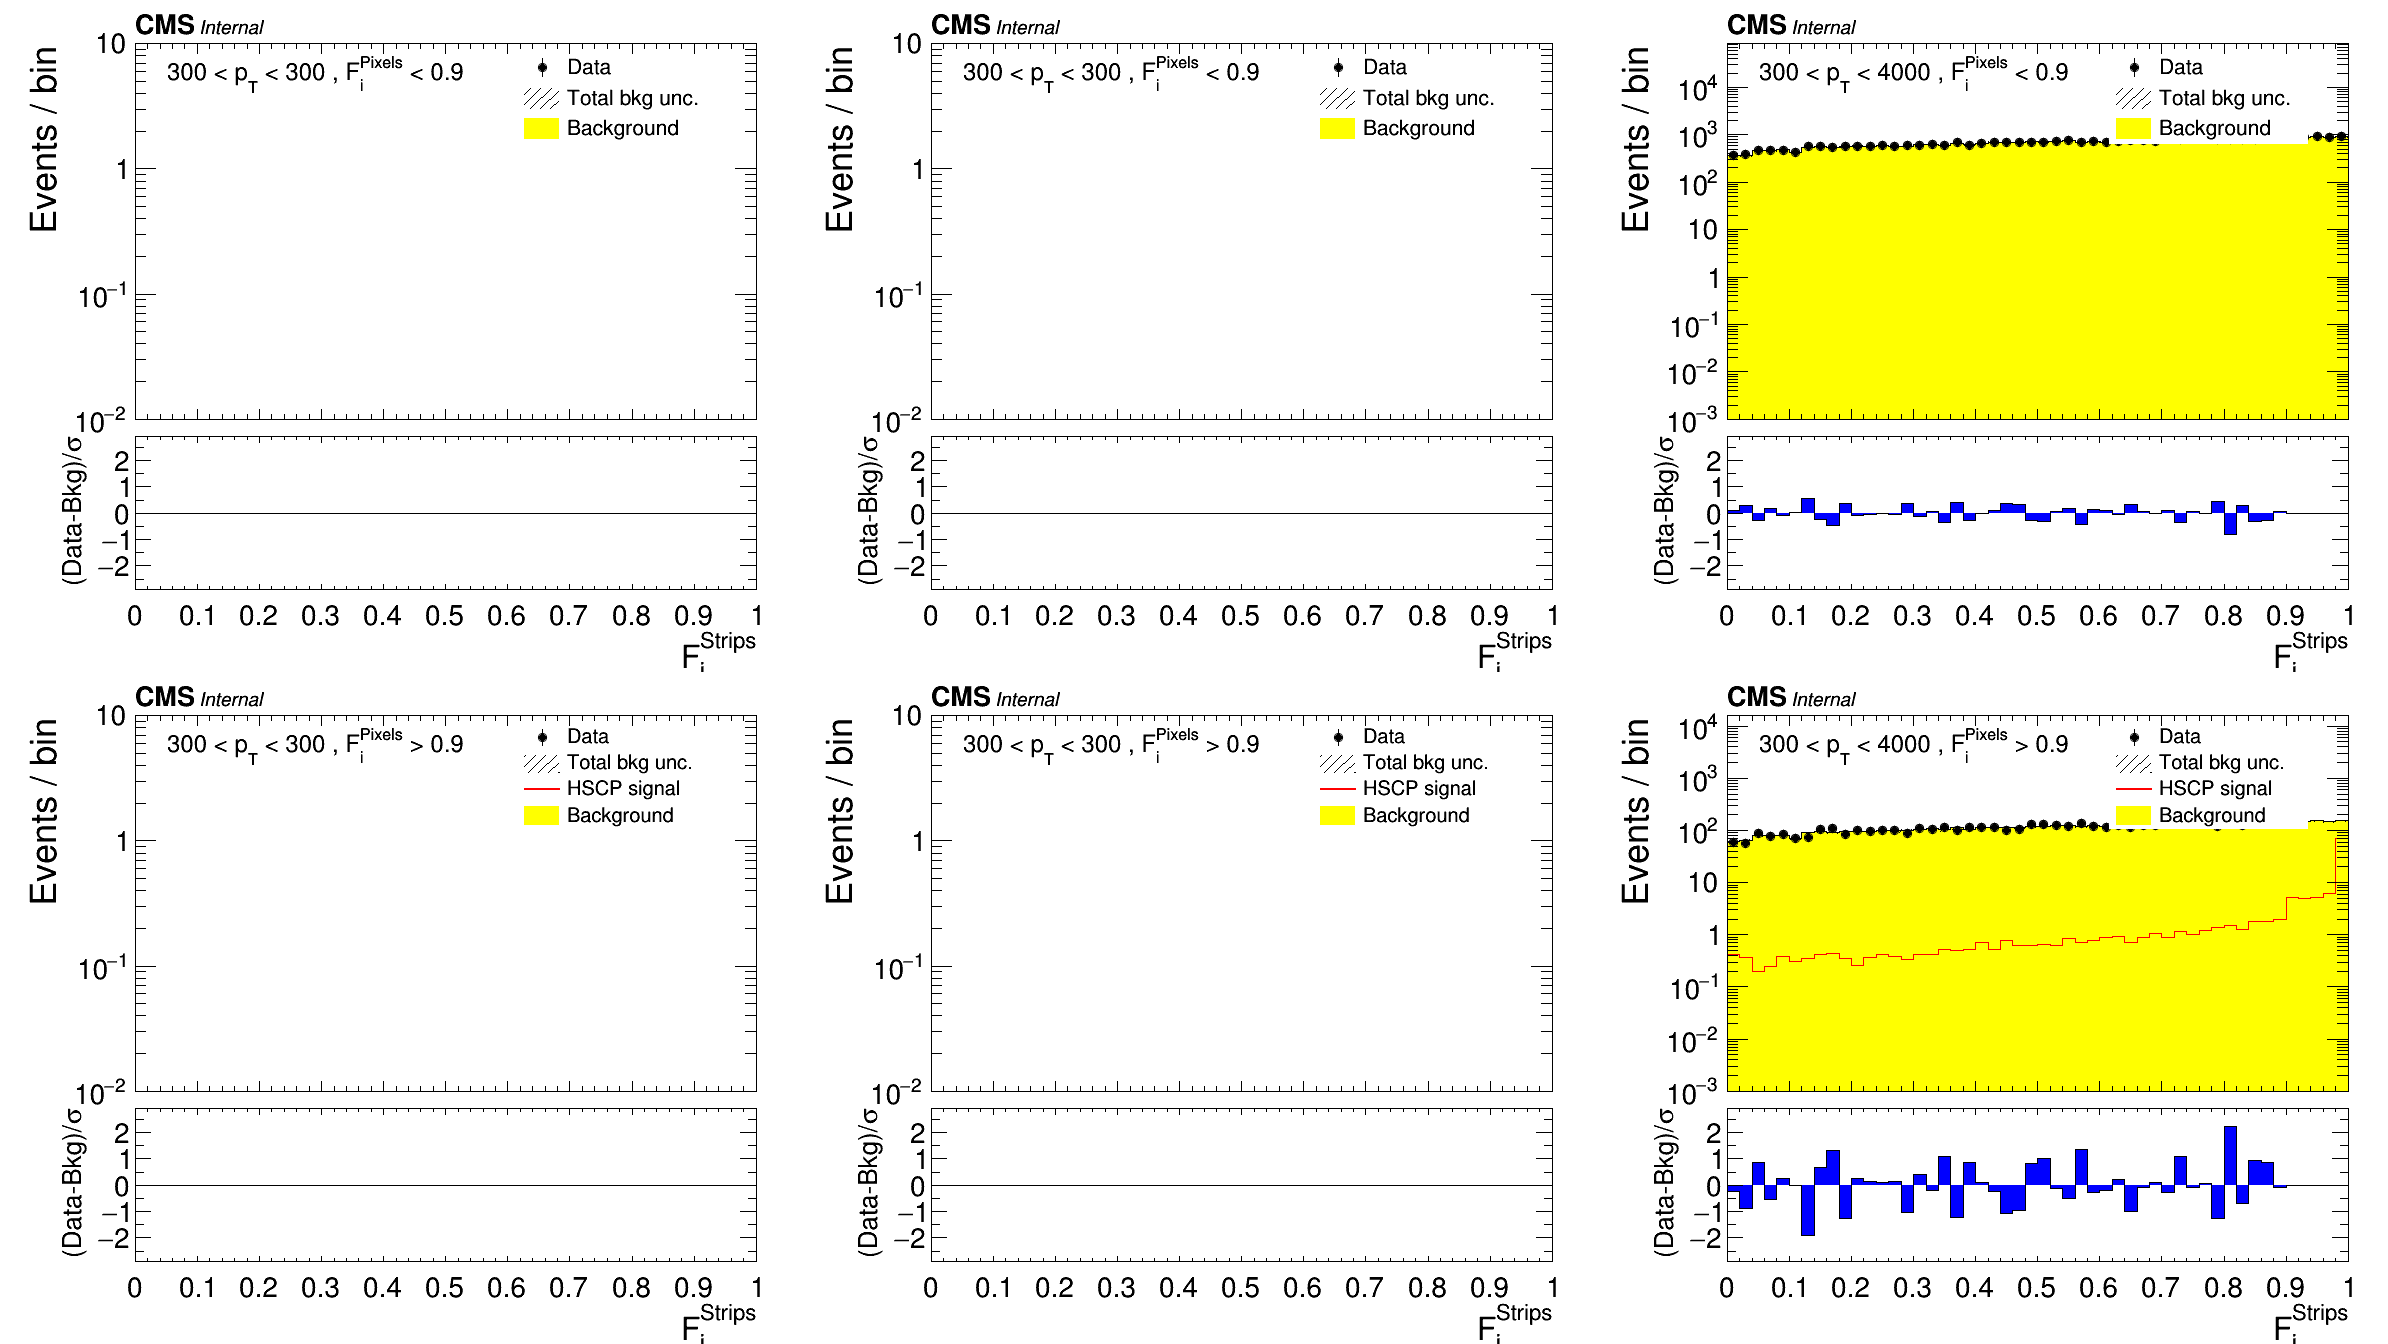 CMS Internal
Events / bin
300 < p_T < 300 , F_i^Pixels < 0.9
Data
Total bkg unc.
Background
10
1
10^−1
10^−2
(Data-Bkg)/σ
2
1
0
−1
−2
0 0.1 0.2 0.3 0.4 0.5 0.6 0.7 0.8 0.9 1
F_i^Strips
CMS Internal
Events / bin
300 < p_T < 300 , F_i^Pixels < 0.9
Data
Total bkg unc.
Background
10
1
10^−1
10^−2
(Data-Bkg)/σ
2
1
0
−1
−2
0 0.1 0.2 0.3 0.4 0.5 0.6 0.7 0.8 0.9 1
F_i^Strips
CMS Internal
Events / bin
300 < p_T < 4000 , F_i^Pixels < 0.9
Data
Total bkg unc.
Background
10^4
10^3
10^2
10
1
10^−1
10^−2
10^−3
(Data-Bkg)/σ
2
1
0
−1
−2
0 0.1 0.2 0.3 0.4 0.5 0.6 0.7 0.8 0.9 1
F_i^Strips
CMS Internal
Events / bin
300 < p_T < 300 , F_i^Pixels > 0.9
Data
Total bkg unc.
HSCP signal
Background
10
1
10^−1
10^−2
(Data-Bkg)/σ
2
1
0
−1
−2
0 0.1 0.2 0.3 0.4 0.5 0.6 0.7 0.8 0.9 1
F_i^Strips
CMS Internal
Events / bin
300 < p_T < 300 , F_i^Pixels > 0.9
Data
Total bkg unc.
HSCP signal
Background
10
1
10^−1
10^−2
(Data-Bkg)/σ
2
1
0
−1
−2
0 0.1 0.2 0.3 0.4 0.5 0.6 0.7 0.8 0.9 1
F_i^Strips
CMS Internal
Events / bin
300 < p_T < 4000 , F_i^Pixels > 0.9
Data
Total bkg unc.
HSCP signal
Background
10^4
10^3
10^2
10
1
10^−1
10^−2
10^−3
(Data-Bkg)/σ
2
1
0
−1
−2
0 0.1 0.2 0.3 0.4 0.5 0.6 0.7 0.8 0.9 1
F_i^Strips